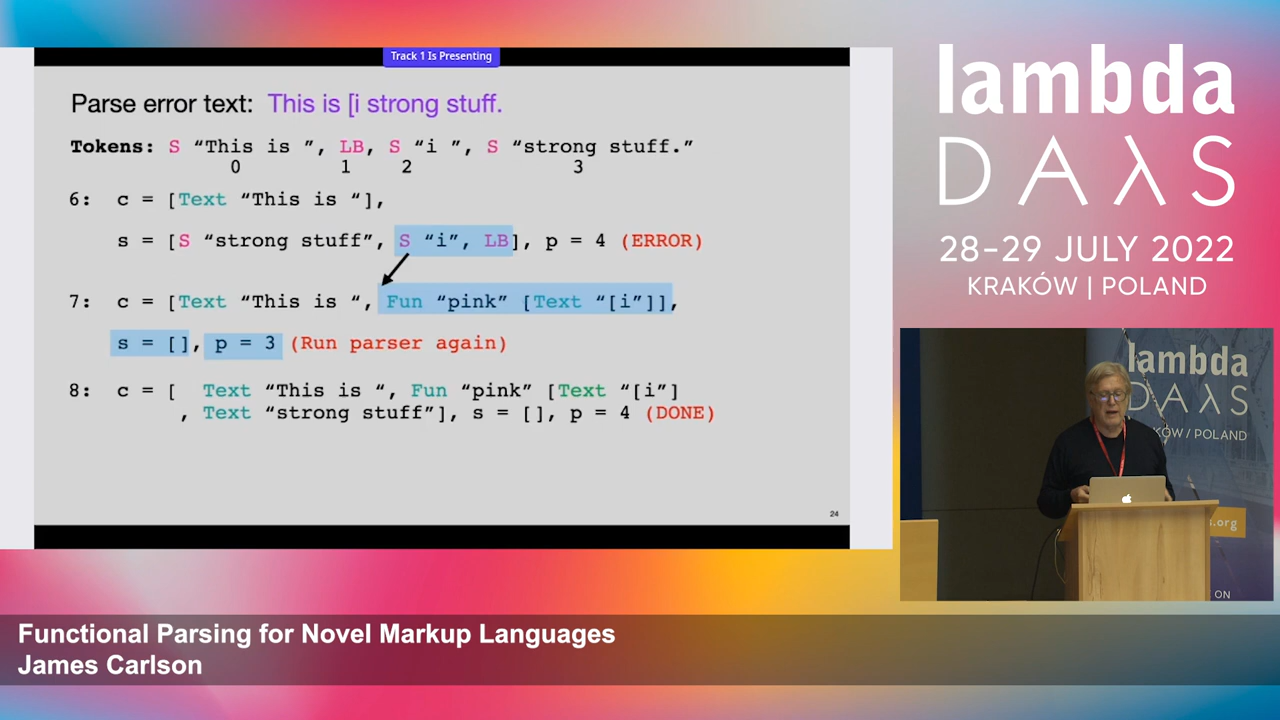 Track 1 Is Presenting
Parse error text: This is [i strong stuff.
Tokens: S “This is ”, LB, S “i ”, S “strong stuff.”
0 1 2 3
6: c = [Text “This is “],
s = [S “strong stuff”, S “i”, LB], p = 4 (ERROR)
7: c = [Text “This is “, Fun “pink” [Text “[i”]],
s = [], p = 3 (Run parser again)
8: c = [ Text “This is “, Fun “pink” [Text “[i”]
, Text “strong stuff”], s = [], p = 4 (DONE)
24
lambda
DAλS
28–29 JULY 2022
KRAKÓW | POLAND
lambda
DAλS
KÓW / POLAND
s.org
ON
Functional Parsing for Novel Markup Languages
James Carlson